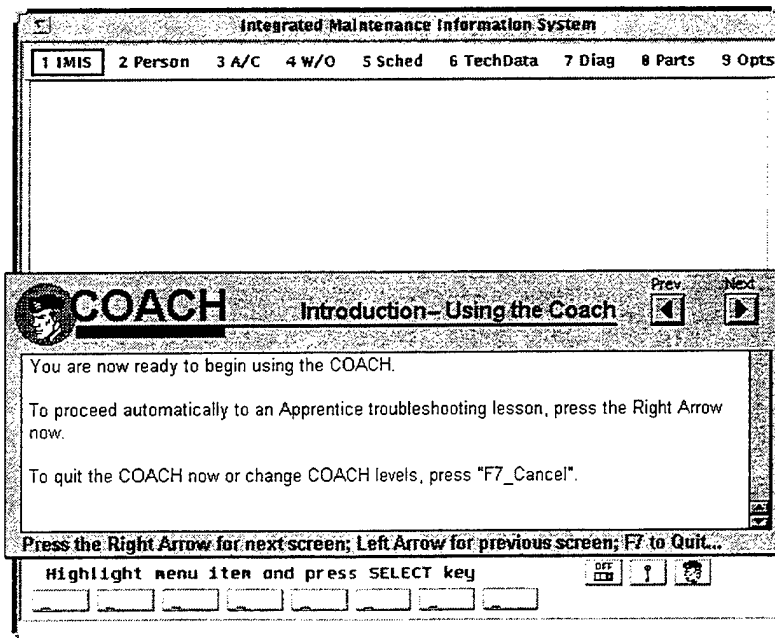 Integrated Maintenance Information System
1 IMIS 2 Person 3 A/C 4 W/O 5 Sched 6 TechData 7 Diag 8 Parts 9 Opts
Prev. Next
COACH Introduction– Using the Coach
You are now ready to begin using the COACH.
To proceed automatically to an Apprentice troubleshooting lesson, press the Right Arrow
now.
To quit the COACH now or change COACH levels, press "F7_Cancel".
Press the Right Arrow for next screen; Left Arrow for previous screen; F7 to Quit...
Highlight menu item and press SELECT key
OFF